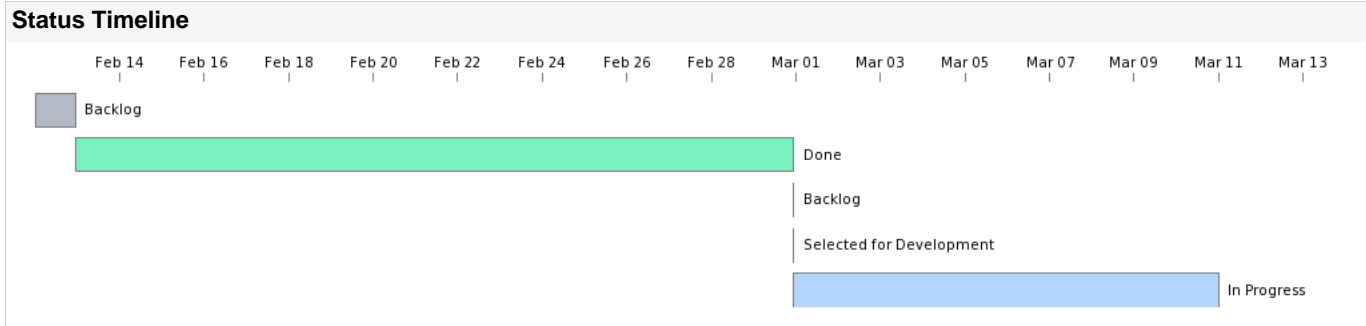 Status Timeline
Feb 14 Feb 16 Feb 18 Feb 20 Feb 22 Feb 24 Feb 26 Feb 28 Mar 01 Mar 03 Mar 05 Mar 07 Mar 09 Mar 11 Mar 13
Backlog
Done
Backlog
Selected for Development
In Progress